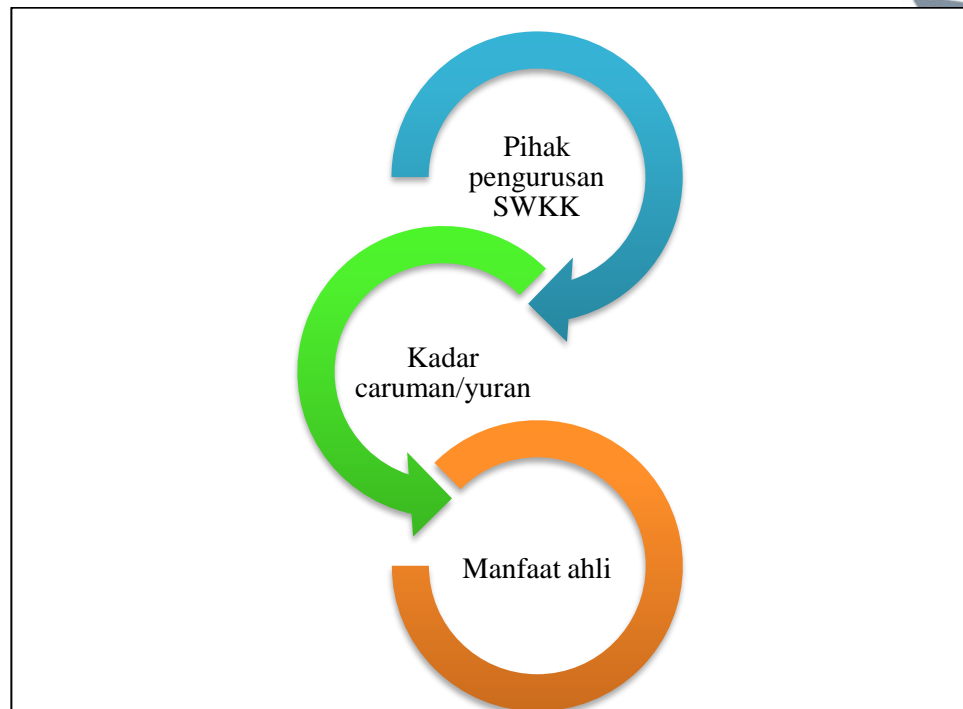 Pihak
pengurusan
SWKK
Kadar
caruman/yuran
Manfaat ahli